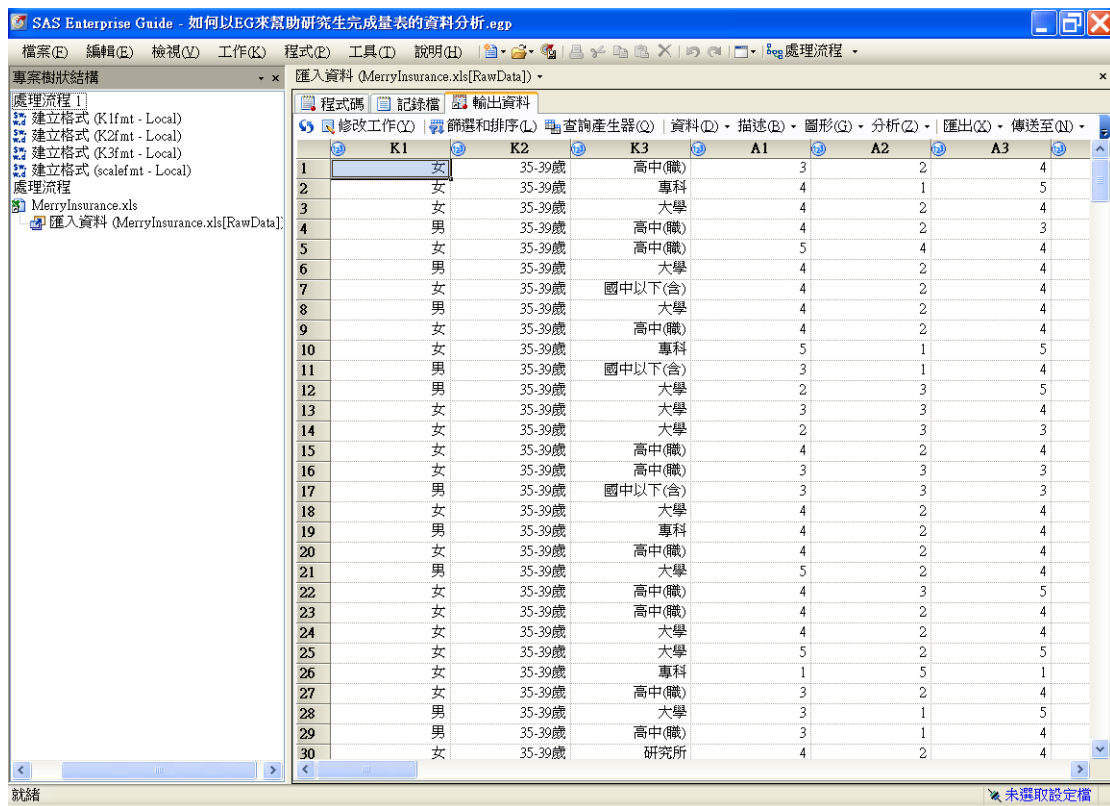 SAS Enterprise Guide - 如何以EG來幫助研究生完成量表的資料分析.egp
檔案(F) 編輯(E) 檢視(V) 工作(K) 程式(P) 工具(T) 說明(H) 處理流程
專案樹狀結構
處理流程 1
建立格式 (K1fmt - Local)
建立格式 (K2fmt - Local)
建立格式 (K3fmt - Local)
建立格式 (scalefmt - Local)
處理流程
MerryInsurance.xls
匯入資料 (MerryInsurance.xls[RawData])
匯入資料 (MerryInsurance.xls[RawData])
程式碼 記錄檔 輸出資料
修改工作(Y) 篩選和排序(L) 查詢產生器(Q) 資料(D) 描述(B) 圖形(G) 分析(Z) 匯出(X) 傳送至(N)
K1 K2 K3 A1 A2 A3
1 女 35-39歲 高中(職) 3 2 4
2 女 35-39歲 專科 4 1 5
3 女 35-39歲 大學 4 2 4
4 男 35-39歲 高中(職) 4 2 3
5 女 35-39歲 高中(職) 5 4 4
6 男 35-39歲 大學 4 2 4
7 女 35-39歲 國中以下(含) 4 2 4
8 男 35-39歲 大學 4 2 4
9 女 35-39歲 高中(職) 4 2 4
10 女 35-39歲 專科 5 1 5
11 男 35-39歲 國中以下(含) 3 1 4
12 男 35-39歲 大學 2 3 5
13 女 35-39歲 大學 3 3 4
14 女 35-39歲 大學 2 3 3
15 女 35-39歲 高中(職) 4 2 4
16 女 35-39歲 高中(職) 3 3 3
17 男 35-39歲 國中以下(含) 3 3 3
18 女 35-39歲 大學 4 2 4
19 男 35-39歲 專科 4 2 4
20 女 35-39歲 高中(職) 4 2 4
21 男 35-39歲 大學 5 2 4
22 女 35-39歲 高中(職) 4 3 5
23 女 35-39歲 高中(職) 4 2 4
24 女 35-39歲 大學 4 2 4
25 女 35-39歲 大學 5 2 5
26 女 35-39歲 專科 1 5 1
27 女 35-39歲 高中(職) 3 2 4
28 男 35-39歲 大學 3 1 5
29 男 35-39歲 高中(職) 3 1 4
30 女 35-39歲 研究所 4 2 4
就緒
未選取設定檔